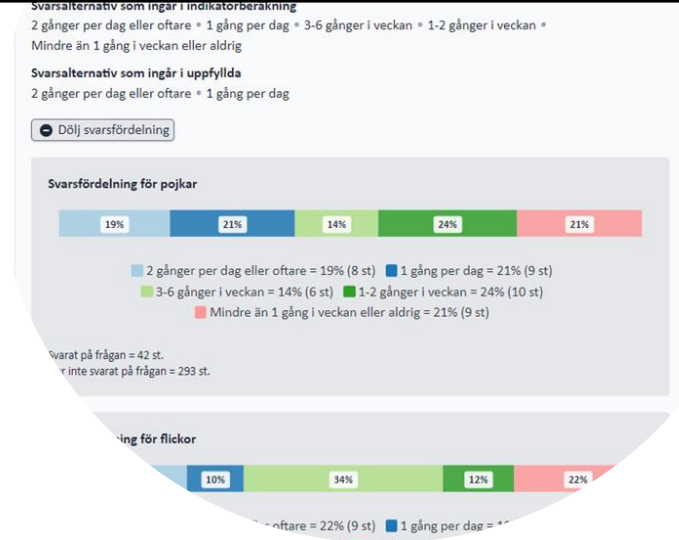 Svarsalternativ som ingår i indikatorberäkning
2 gånger per dag eller oftare • 1 gång per dag • 3-6 gånger i veckan • 1-2 gånger i veckan •
Mindre än 1 gång i veckan eller aldrig
Svarsalternativ som ingår i uppfyllda
2 gånger per dag eller oftare • 1 gång per dag
Dölj svarsfördelning
Svarsfördelning för pojkar
19% 21% 14% 24% 21%
2 gånger per dag eller oftare = 19% (8 st) 1 gång per dag = 21% (9 st)
3-6 gånger i veckan = 14% (6 st) 1-2 gånger i veckan = 24% (10 st)
Mindre än 1 gång i veckan eller aldrig = 21% (9 st)
Svarat på frågan = 42 st.
inte svarat på frågan = 293 st.
för flickor
10% 34% 12% 22%
oftare = 22% (9 st) 1 gång per dag =